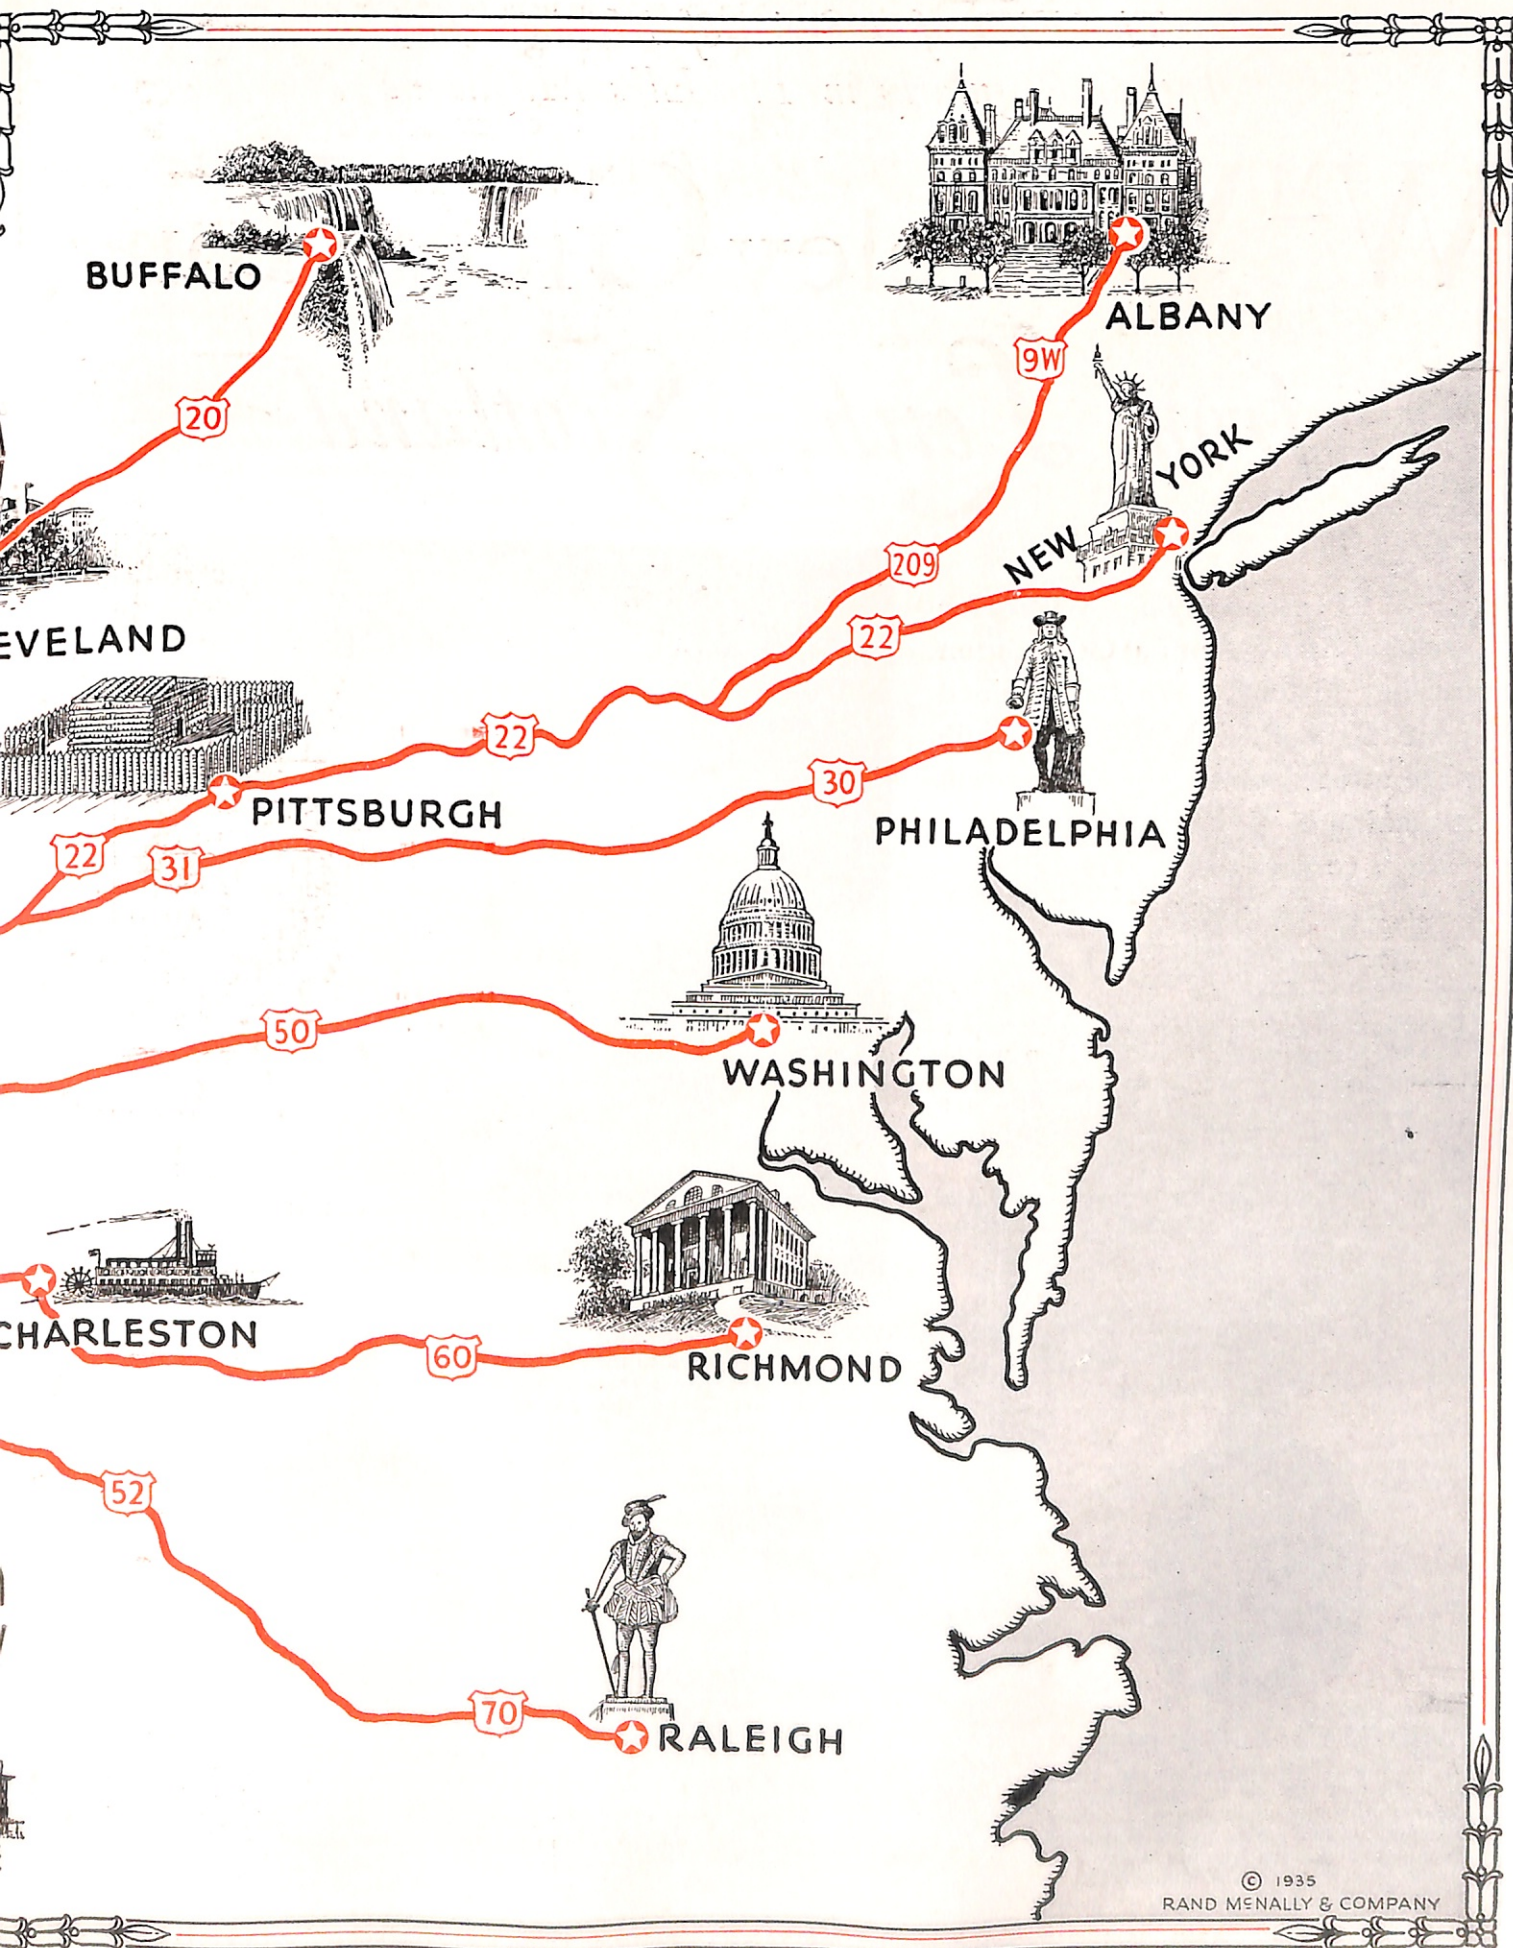 BUFFALO
ALBANY
9W
20
NEW YORK
209
22
EVELAND
22
30
PITTSBURGH
PHILADELPHIA
22
31
50
WASHINGTON
CHARLESTON
60
RICHMOND
52
70
RALEIGH
© 1935
RAND McNALLY & COMPANY